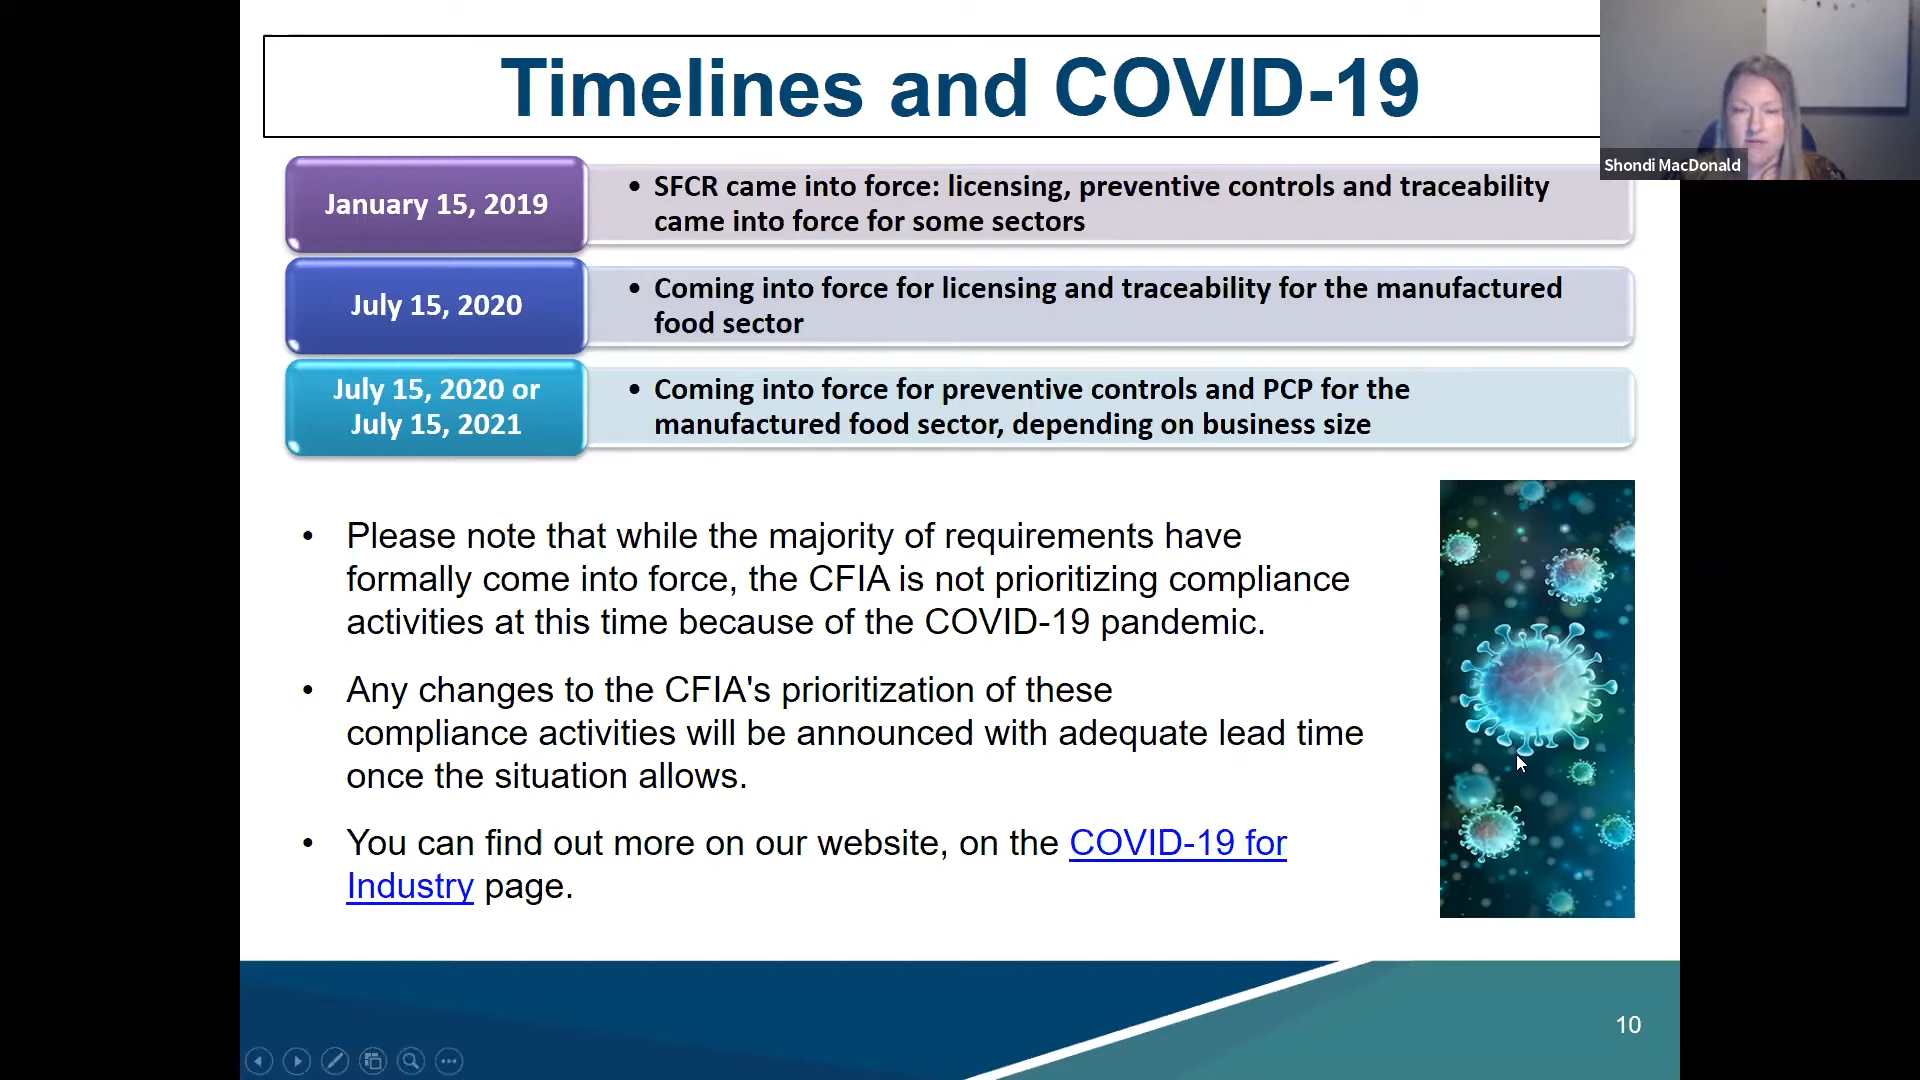 Timelines and COVID-19
Shondi MacDonald
January 15, 2019
• SFCR came into force: licensing, preventive controls and traceability
came into force for some sectors
July 15, 2020
• Coming into force for licensing and traceability for the manufactured
food sector
July 15, 2020 or
July 15, 2021
• Coming into force for preventive controls and PCP for the
manufactured food sector, depending on business size
• Please note that while the majority of requirements have
formally come into force, the CFIA is not prioritizing compliance
activities at this time because of the COVID-19 pandemic.
• Any changes to the CFIA's prioritization of these
compliance activities will be announced with adequate lead time
once the situation allows.
• You can find out more on our website, on the COVID-19 for
Industry page.
10